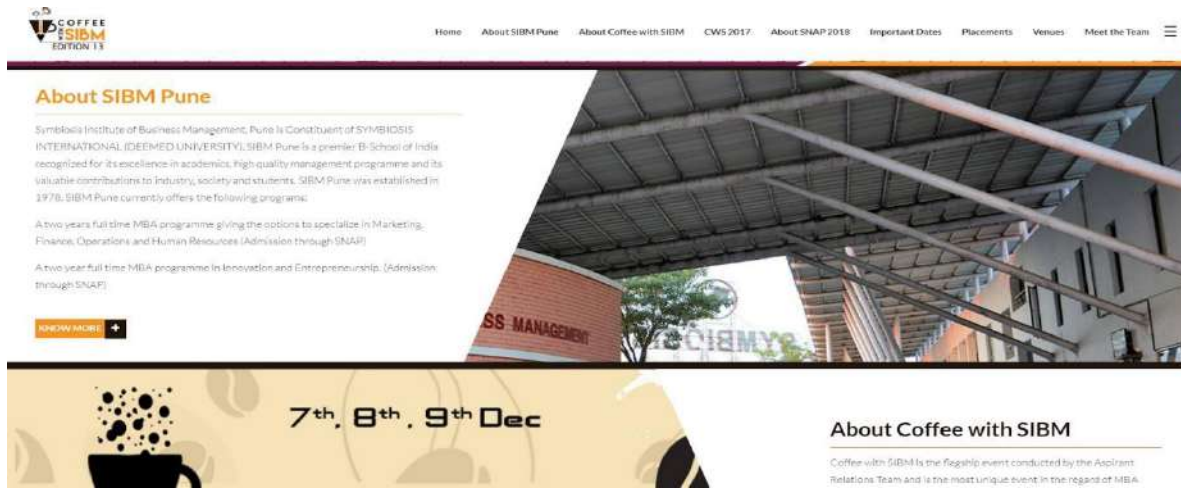 COFFEE
WITH
SIBM
EDITION 13
Home About SIBM Pune About Coffee with SIBM CWS 2017 About SNAP 2018 Important Dates Placements Venues Meet the Team
About SIBM Pune
Symbiosis Institute of Business Management, Pune is Constituent of SYMBIOSIS
INTERNATIONAL (DEEMED UNIVERSITY). SIBM Pune is a premier B-School of India
recognized for its excellence in academics, high quality management programme and its
valuable contributions to industry, society and students. SIBM Pune was established in
1978. SIBM Pune currently offers the following programs:
A two years full time MBA programme giving the options to specialize in Marketing,
Finance, Operations and Human Resources (Admission through SNAP)
A two year full time MBA programme in Innovation and Entrepreneurship. (Admission
through SNAP)
KNOW MORE +
SS MANAGEMENT
SYMBIOS
7th, 8th, 9th Dec
About Coffee with SIBM
Coffee with SIBM is the flagship event conducted by the Aspirant
Relations Team and is the most unique event in the regard of MBA